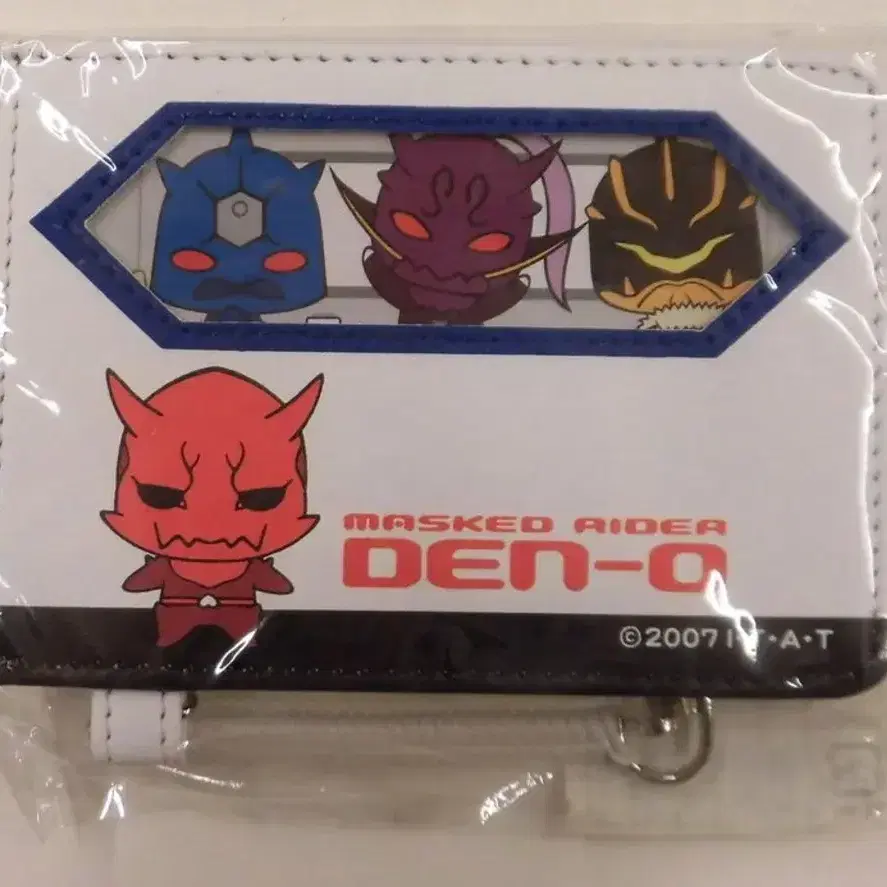 MASKED RIDER
DEN-O
©2007 I・T・A・T